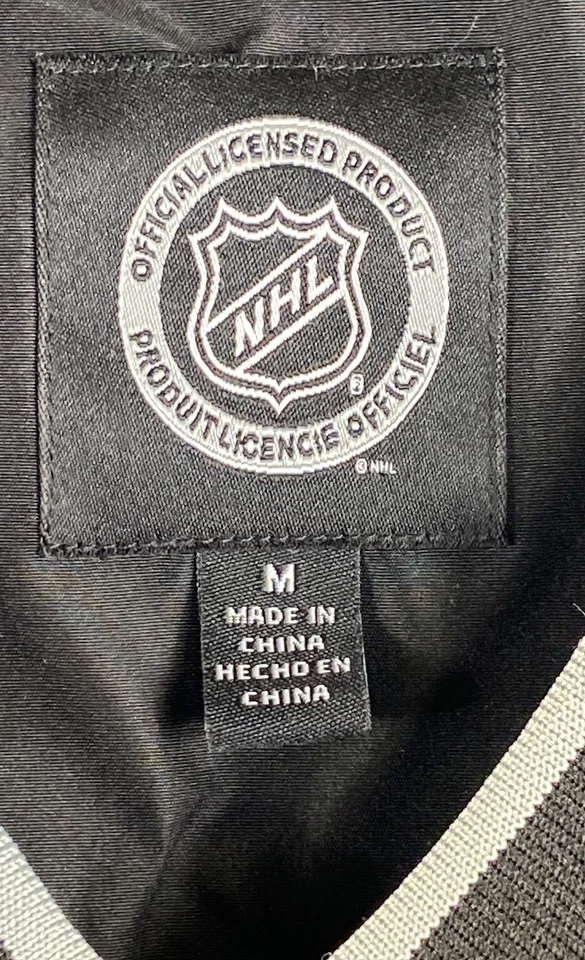 OFFICIAL LICENSED PRODUCT
NHL
PRODUIT LICENCIE OFFICIEL
© NHL
M
MADE IN
CHINA
HECHO EN
CHINA